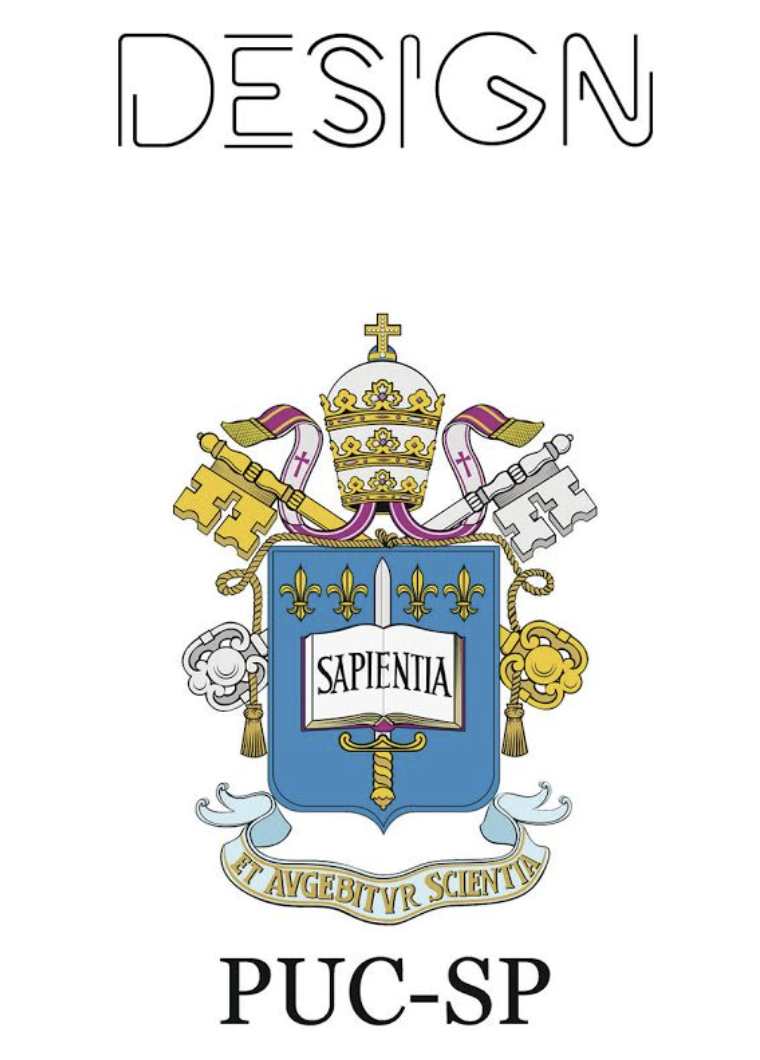 DESIGN
SAPIENTIA
ET AVGEBITVR SCIENTIA
PUC-SP